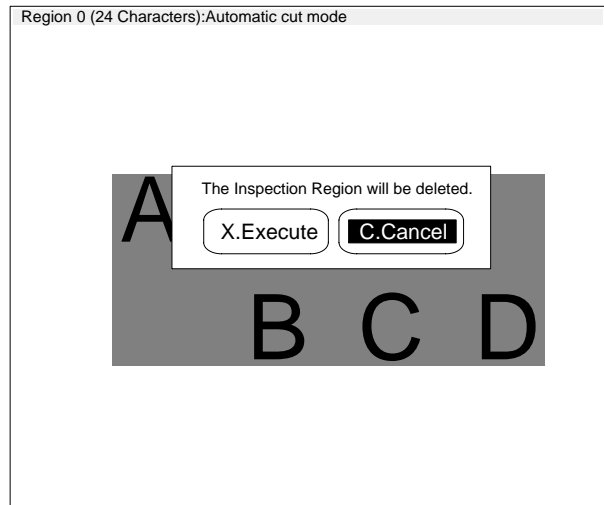 Region 0 (24 Characters):Automatic cut mode
A
The Inspection Region will be deleted.
X.Execute C.Cancel
B C D